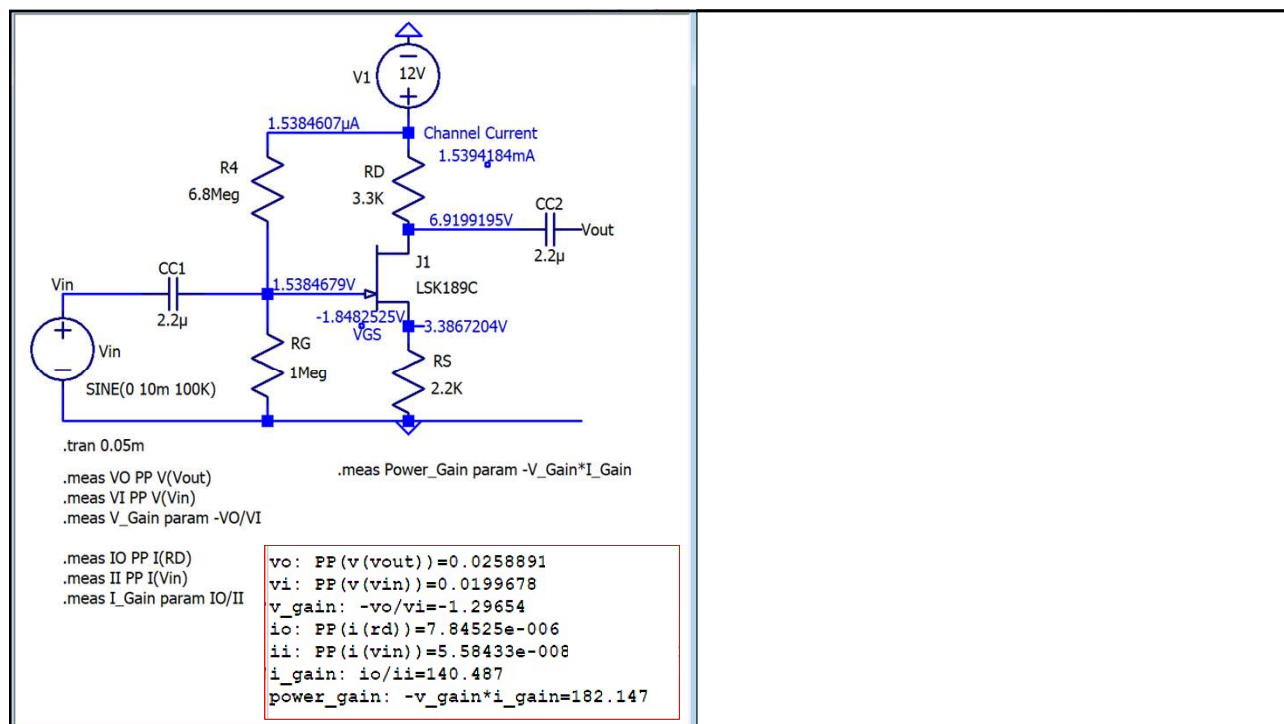 V1
12V
1.5384607µA
Channel Current
1.5394184mA
R4
6.8Meg
RD
3.3K
6.9199195V
CC2
2.2µ
Vout
J1
LSK189C
Vin
CC1
2.2µ
1.5384679V
-1.8482525V
VGS
3.3867204V
Vin
SINE(0 10m 100K)
RG
1Meg
RS
2.2K
.tran 0.05m
.meas VO PP V(Vout)
.meas VI PP V(Vin)
.meas V_Gain param -VO/VI
.meas Power_Gain param -V_Gain*I_Gain
.meas IO PP I(RD)
.meas II PP I(Vin)
.meas I_Gain param IO/II
vo: PP(v(vout))=0.0258891
vi: PP(v(vin))=0.0199678
v_gain: -vo/vi=-1.29654
io: PP(i(rd))=7.84525e-006
ii: PP(i(vin))=5.58433e-008
i_gain: io/ii=140.487
power_gain: -v_gain*i_gain=182.147